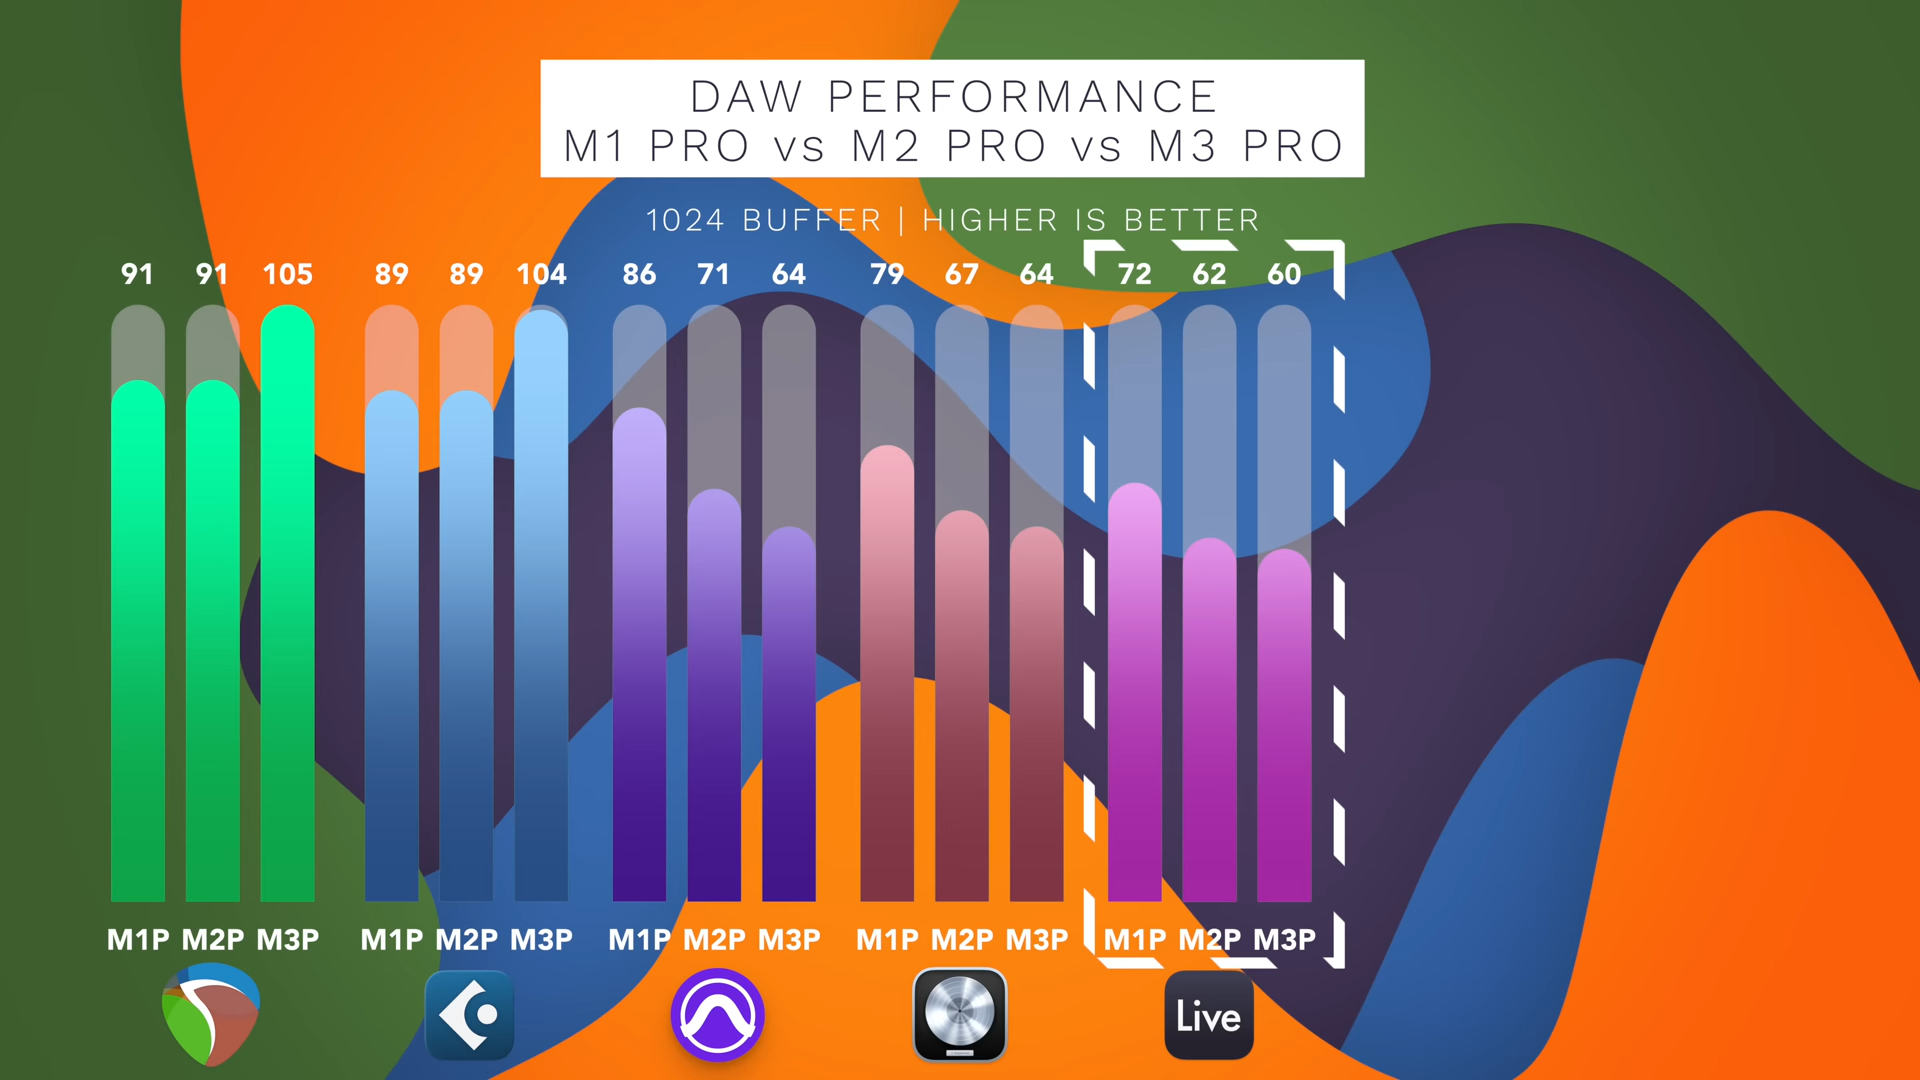 DAW PERFORMANCE
M1 PRO vs M2 PRO vs M3 PRO
1024 BUFFER | HIGHER IS BETTER
91 91 105 89 89 104 86 71 64 79 67 64 72 62 60
M1P M2P M3P M1P M2P M3P M1P M2P M3P M1P M2P M3P M1P M2P M3P
Live